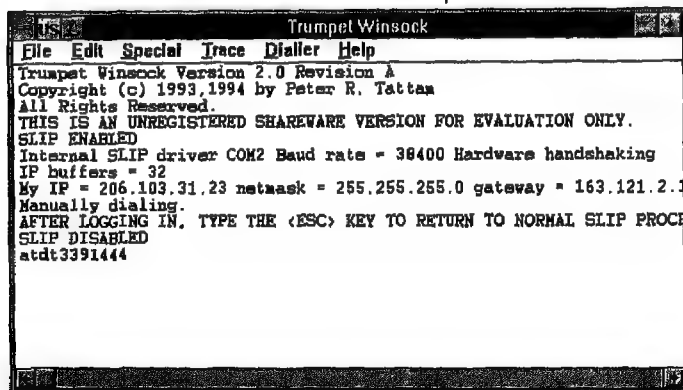 Trumpet Winsock
File Edit Special Trace Dialler Help
Trumpet Winsock Version 2.0 Revision A
Copyright (c) 1993,1994 by Peter R. Tattam
All Rights Reserved.
THIS IS AN UNREGISTERED SHAREWARE VERSION FOR EVALUATION ONLY.
SLIP ENABLED
Internal SLIP driver COM2 Baud rate = 38400 Hardware handshaking
IP buffers = 32
My IP = 206.103.31.23 netmask = 255.255.255.0 gateway = 163.121.2.1
Manually dialing.
AFTER LOGGING IN, TYPE THE <ESC> KEY TO RETURN TO NORMAL SLIP PROCE
SLIP DISABLED
atdt3391444